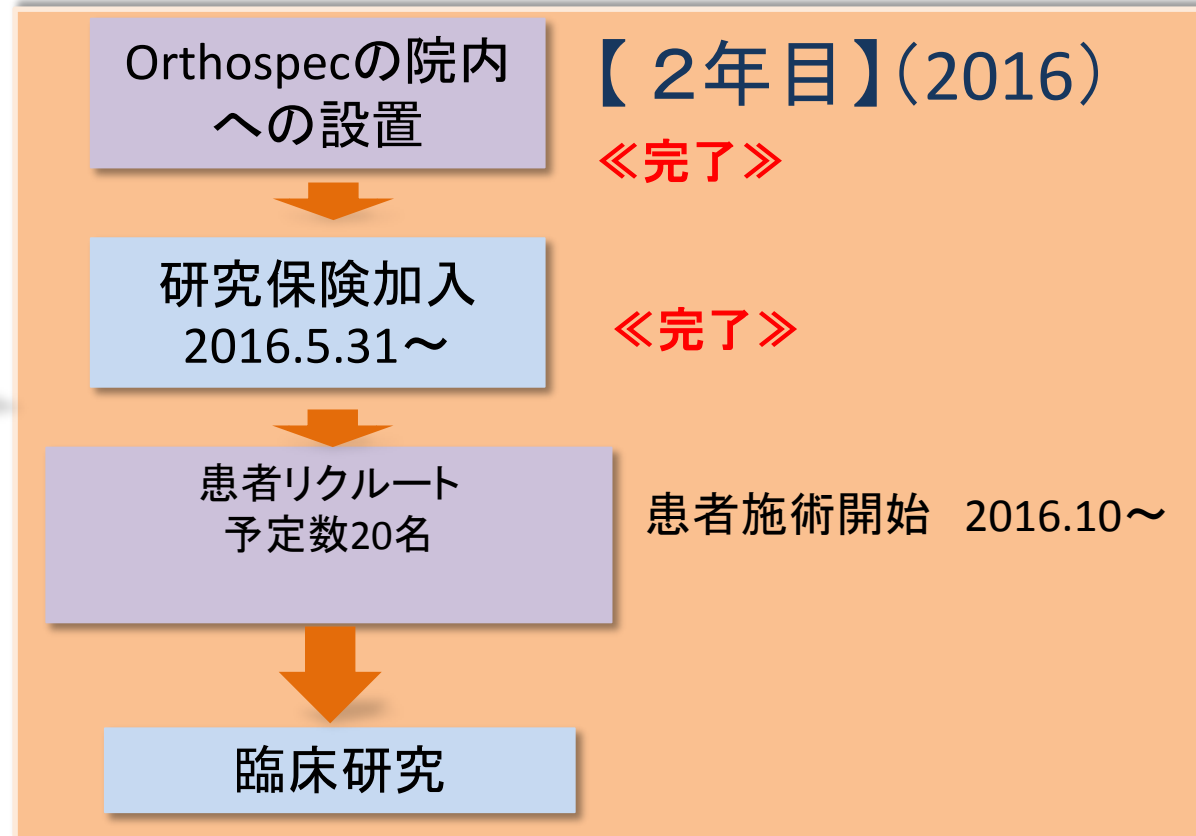 Orthospecの院内
への設置
【２年目】（2016）
≪完了≫
研究保険加入
2016.5.31～
≪完了≫
患者リクルート
予定数20名
患者施術開始　2016.10～
臨床研究